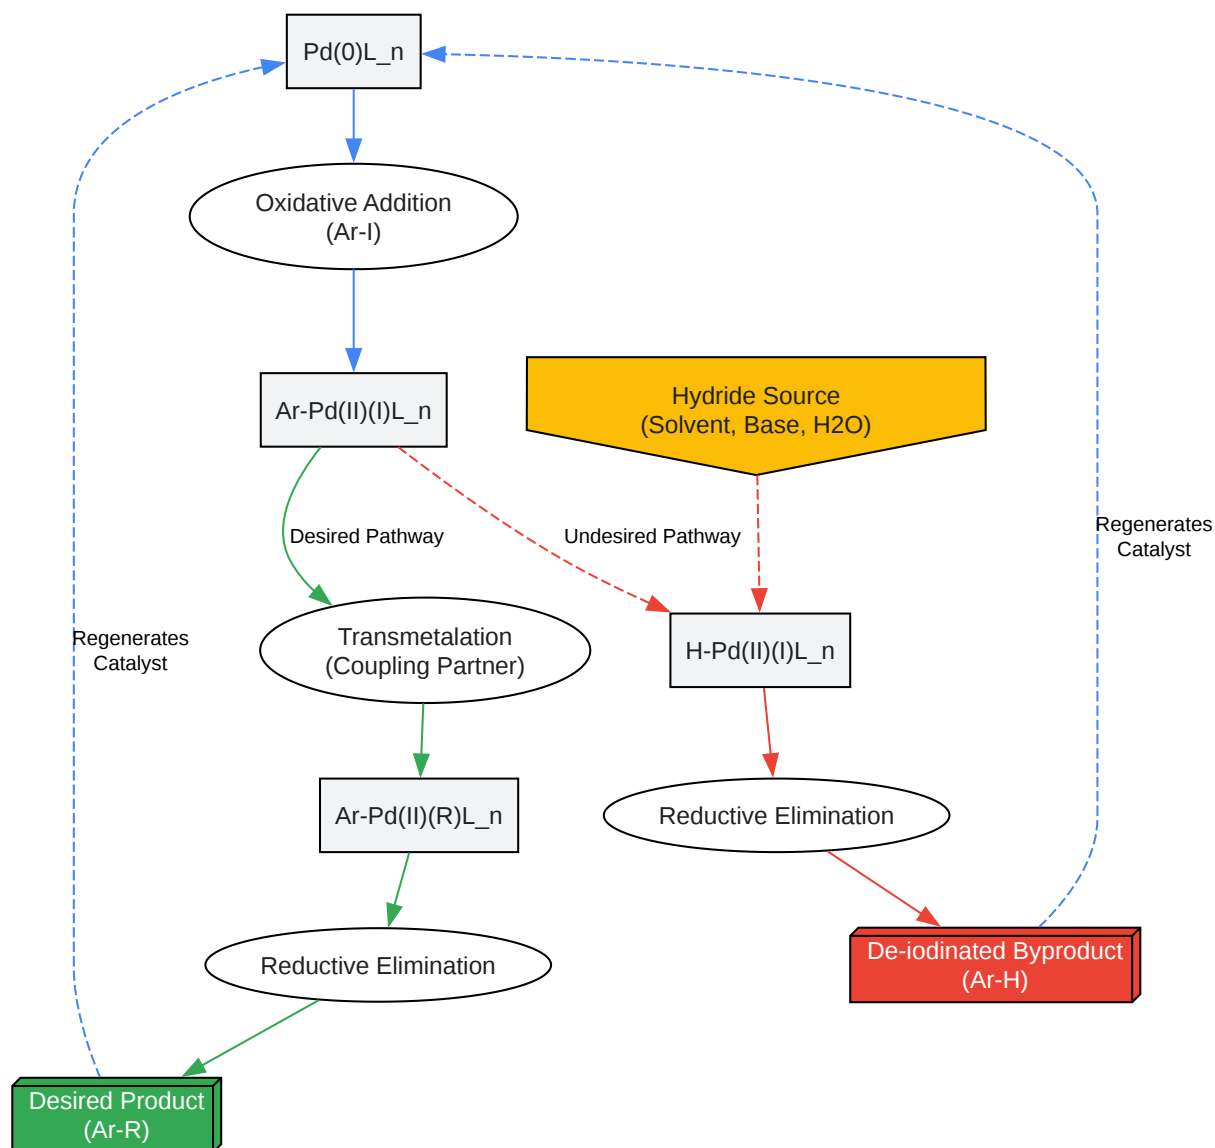 Pd(0)L_n
Oxidative Addition
(Ar-I)
Ar-Pd(II)(I)L_n
Hydride Source
(Solvent, Base, H2O)
Desired Pathway
Undesired Pathway
Regenerates
Catalyst
Regenerates
Catalyst
Transmetalation
(Coupling Partner)
H-Pd(II)(I)L_n
Ar-Pd(II)(R)L_n
Reductive Elimination
Reductive Elimination
De-iodinated Byproduct
(Ar-H)
Desired Product
(Ar-R)